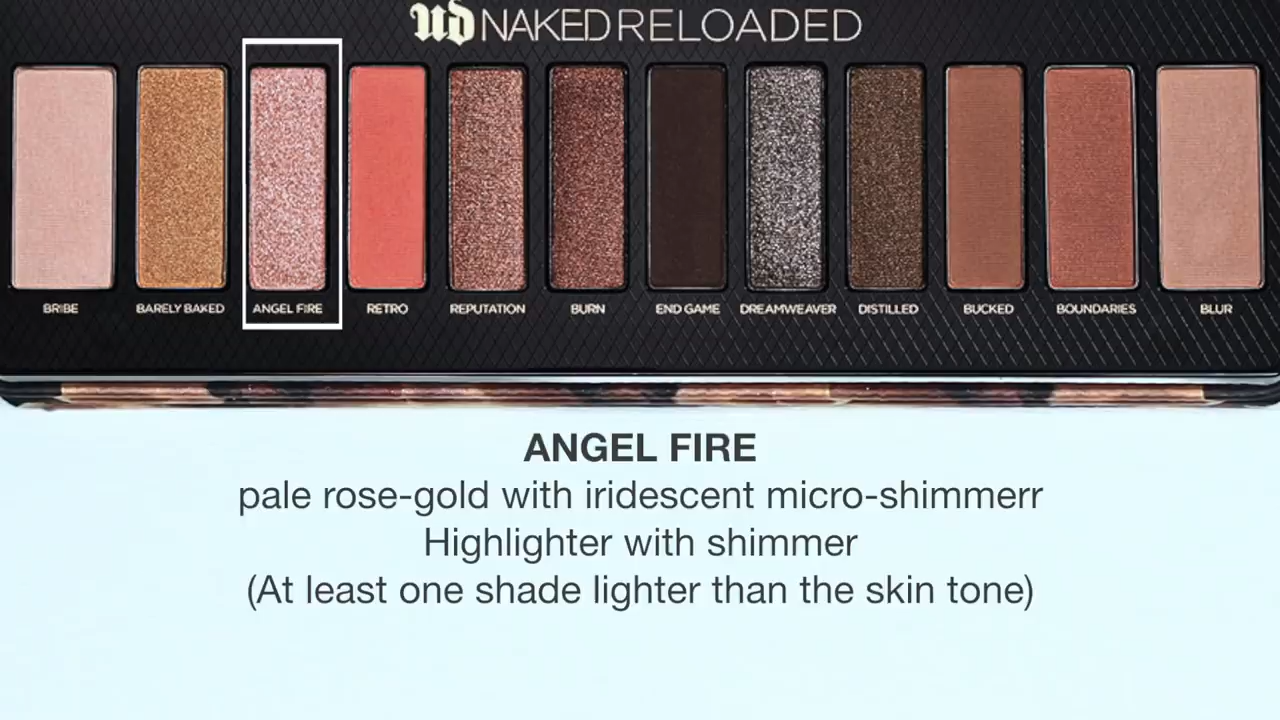 ud NAKED RELOADED
BRIBE BARELY BAKED ANGEL FIRE RETRO REPUTATION BURN END GAME DREAMWEAVER DISTILLED BUCKED BOUNDARIES BLUR
ANGEL FIRE
pale rose-gold with iridescent micro-shimmerr
Highlighter with shimmer
(At least one shade lighter than the skin tone)